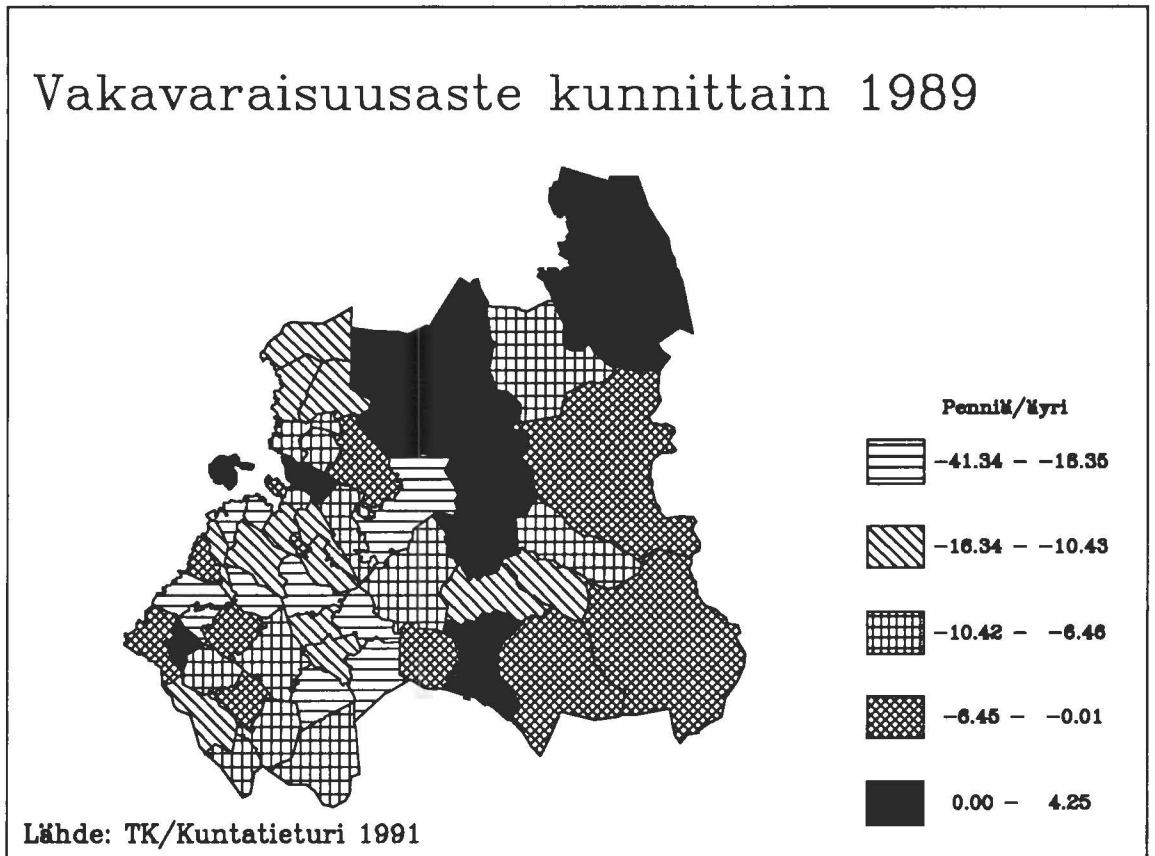 Vakavaraisuusaste kunnittain 1989
Penniä/äyri
-41.34 - -16.35
-16.34 - -10.43
-10.42 - -6.46
-6.45 - -0.01
0.00 - 4.25
Lähde: TK/Kuntatieturi 1991